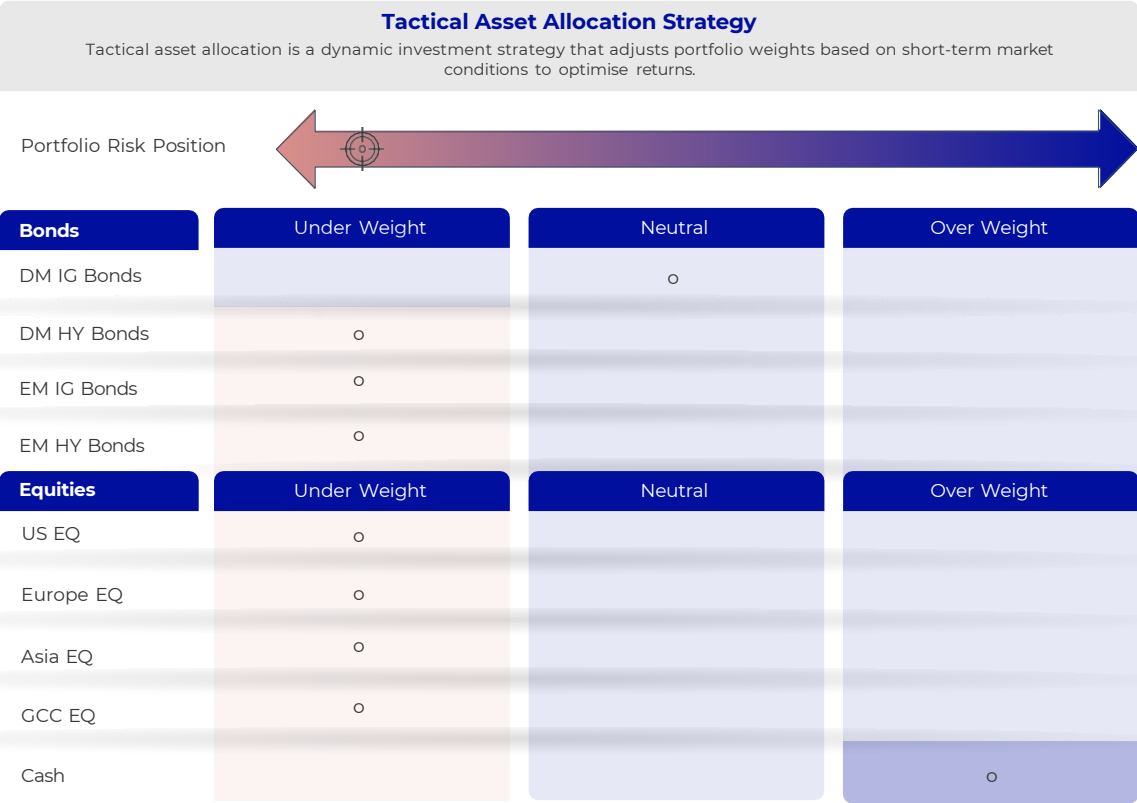 Tactical Asset Allocation Strategy
Tactical asset allocation is a dynamic investment strategy that adjusts portfolio weights based on short-term market
conditions to optimise returns.
Portfolio Risk Position
o
Bonds Under Weight Neutral Over Weight
DM IG Bonds o
DM HY Bonds o
EM IG Bonds o
EM HY Bonds o
Equities Under Weight Neutral Over Weight
US EQ o
Europe EQ o
Asia EQ o
GCC EQ o
Cash o